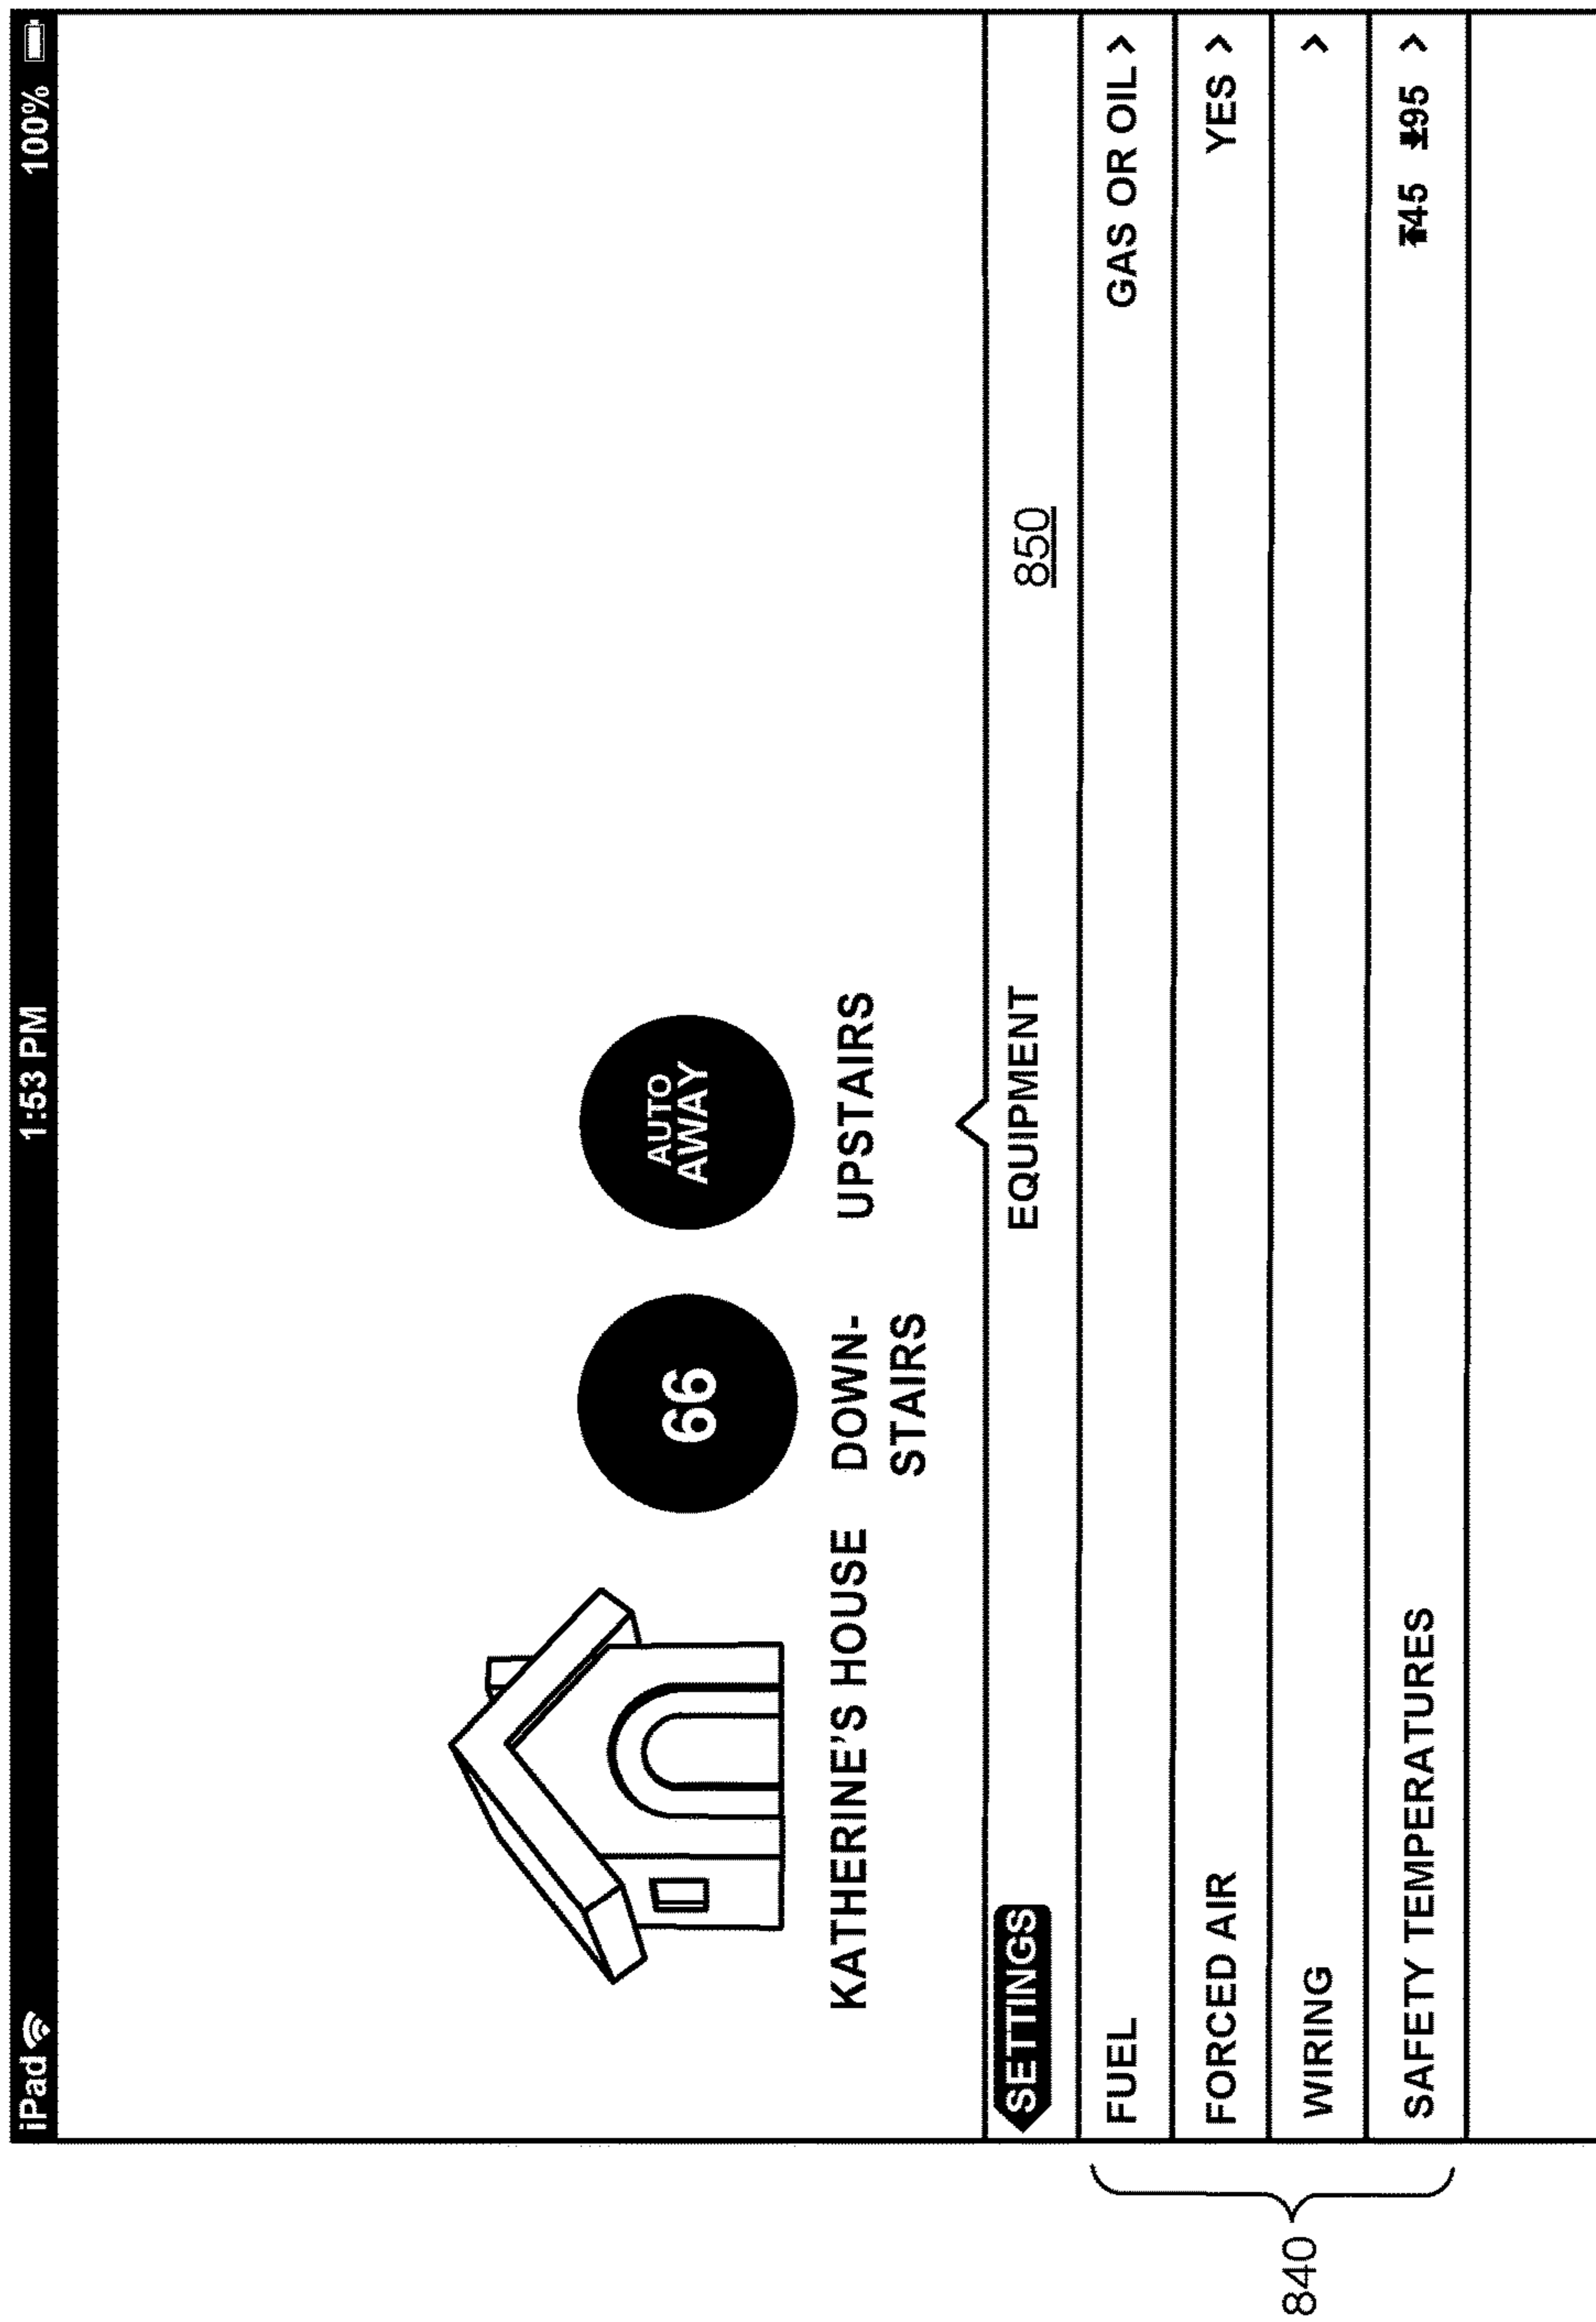 iPad 1:53 PM 100%
66
AUTO
AWAY
KATHERINE'S HOUSE DOWN-
STAIRS UPSTAIRS
SETTINGS EQUIPMENT 850
FUEL GAS OR OIL >
FORCED AIR YES >
WIRING >
SAFETY TEMPERATURES 45 95 >
840